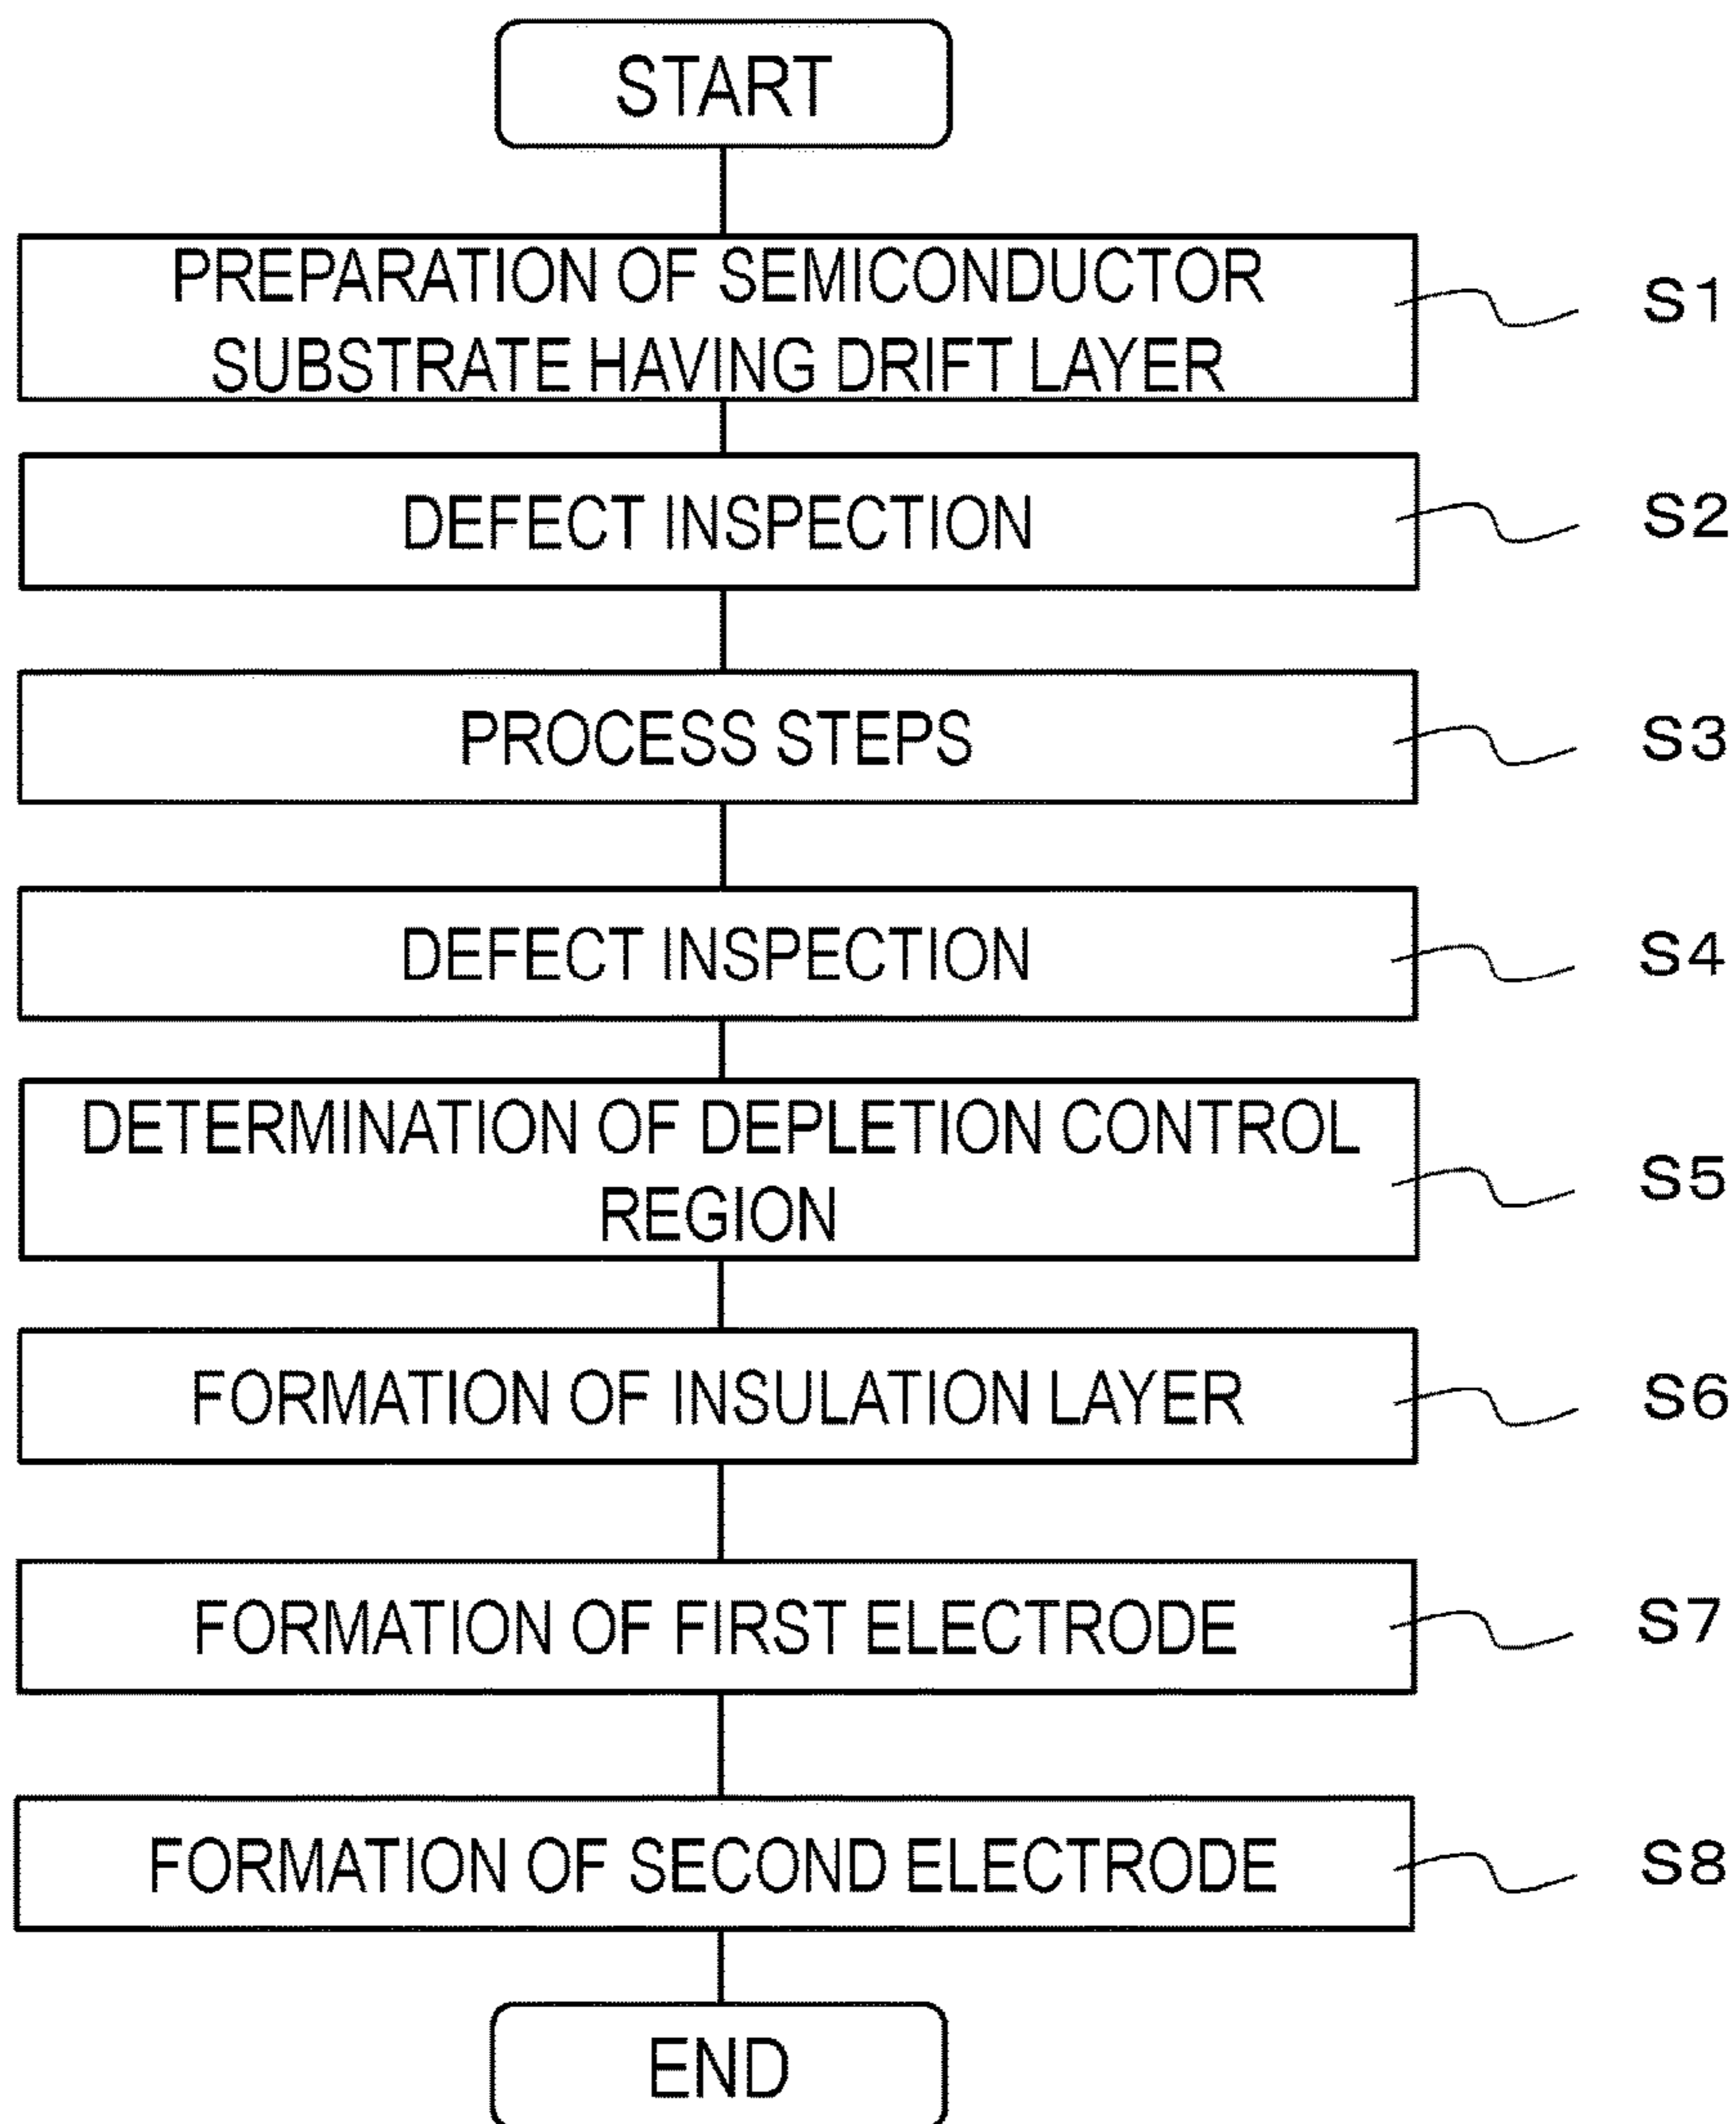 START
PREPARATION OF SEMICONDUCTOR
SUBSTRATE HAVING DRIFT LAYER
S1
DEFECT INSPECTION
S2
PROCESS STEPS
S3
DEFECT INSPECTION
S4
DETERMINATION OF DEPLETION CONTROL
REGION
S5
FORMATION OF INSULATION LAYER
S6
FORMATION OF FIRST ELECTRODE
S7
FORMATION OF SECOND ELECTRODE
S8
END